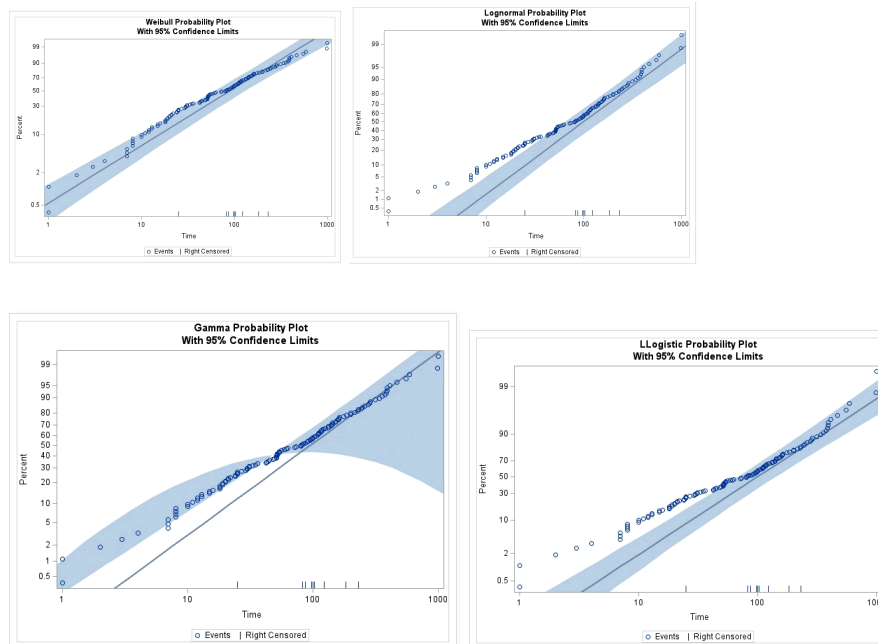 Weibull Probability Plot
With 95% Confidence Limits
99
90
70
50
30
10
2
0.5
Percent
1
10
100
1000
Time
Events
Right Censored
Lognormal Probability Plot
With 95% Confidence Limits
99
95
90
80
70
60
50
40
30
20
10
5
2
1
0.5
Percent
1
10
100
1000
Time
Events
Right Censored
Gamma Probability Plot
With 95% Confidence Limits
99
95
90
80
70
60
50
40
30
20
10
5
2
1
0.5
Percent
1
10
100
1000
Time
Events
Right Censored
LLogistic Probability Plot
With 95% Confidence Limits
99
90
70
50
30
10
2
0.5
Percent
1
10
100
Time
Events
Right Censored